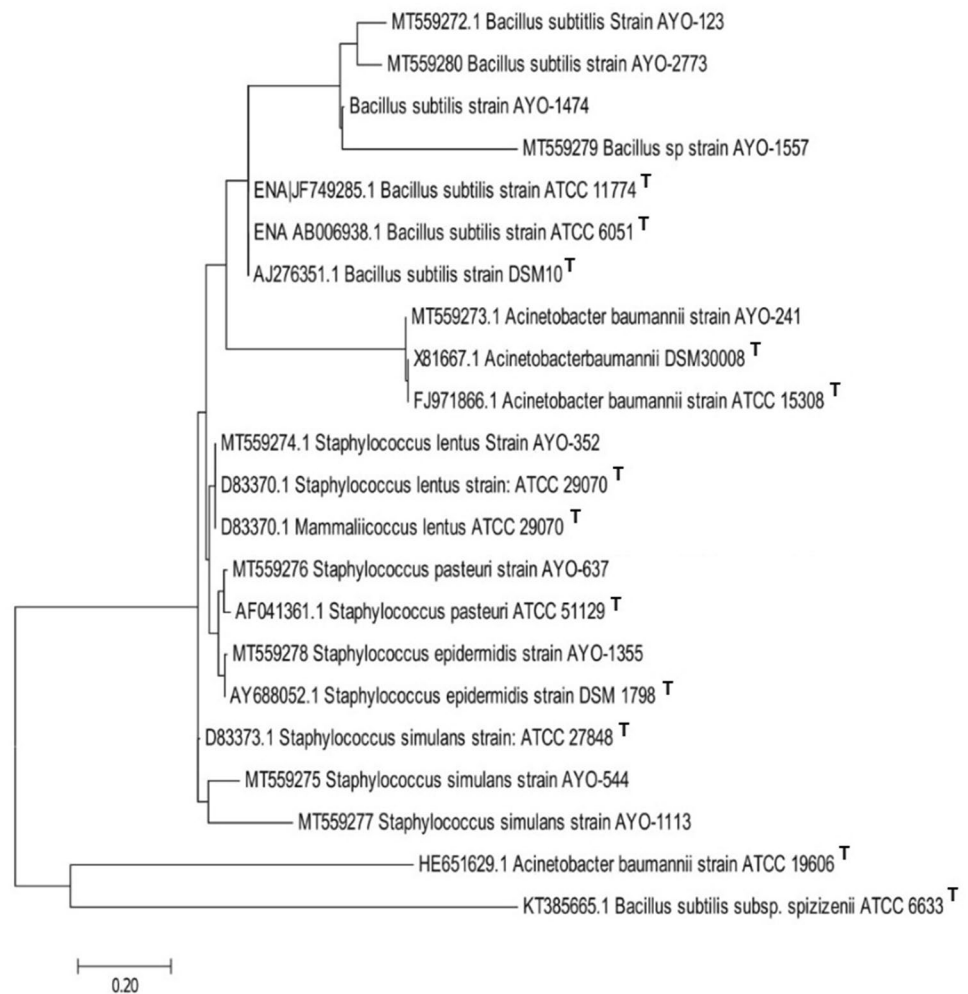 MT559272.1 Bacillus subtitlis Strain AYO-123
MT559280 Bacillus subtilis strain AYO-2773
Bacillus subtilis strain AYO-1474
MT559279 Bacillus sp strain AYO-1557
ENA|JF749285.1 Bacillus subtilis strain ATCC 11774 T
ENA AB006938.1 Bacillus subtilis strain ATCC 6051 T
AJ276351.1 Bacillus subtilis strain DSM10 T
MT559273.1 Acinetobacter baumannii strain AYO-241
X81667.1 Acinetobacterbaumannii DSM30008 T
FJ971866.1 Acinetobacter baumannii strain ATCC 15308 T
MT559274.1 Staphylococcus lentus Strain AYO-352
D83370.1 Staphylococcus lentus strain: ATCC 29070 T
D83370.1 Mammaliicoccus lentus ATCC 29070 T
MT559276 Staphylococcus pasteuri strain AYO-637
AF041361.1 Staphylococcus pasteuri ATCC 51129 T
MT559278 Staphylococcus epidermidis strain AYO-1355
AY688052.1 Staphylococcus epidermidis strain DSM 1798 T
D83373.1 Staphylococcus simulans strain: ATCC 27848 T
MT559275 Staphylococcus simulans strain AYO-544
MT559277 Staphylococcus simulans strain AYO-1113
HE651629.1 Acinetobacter baumannii strain ATCC 19606 T
KT385665.1 Bacillus subtilis subsp. spizizenii ATCC 6633 T
0.20